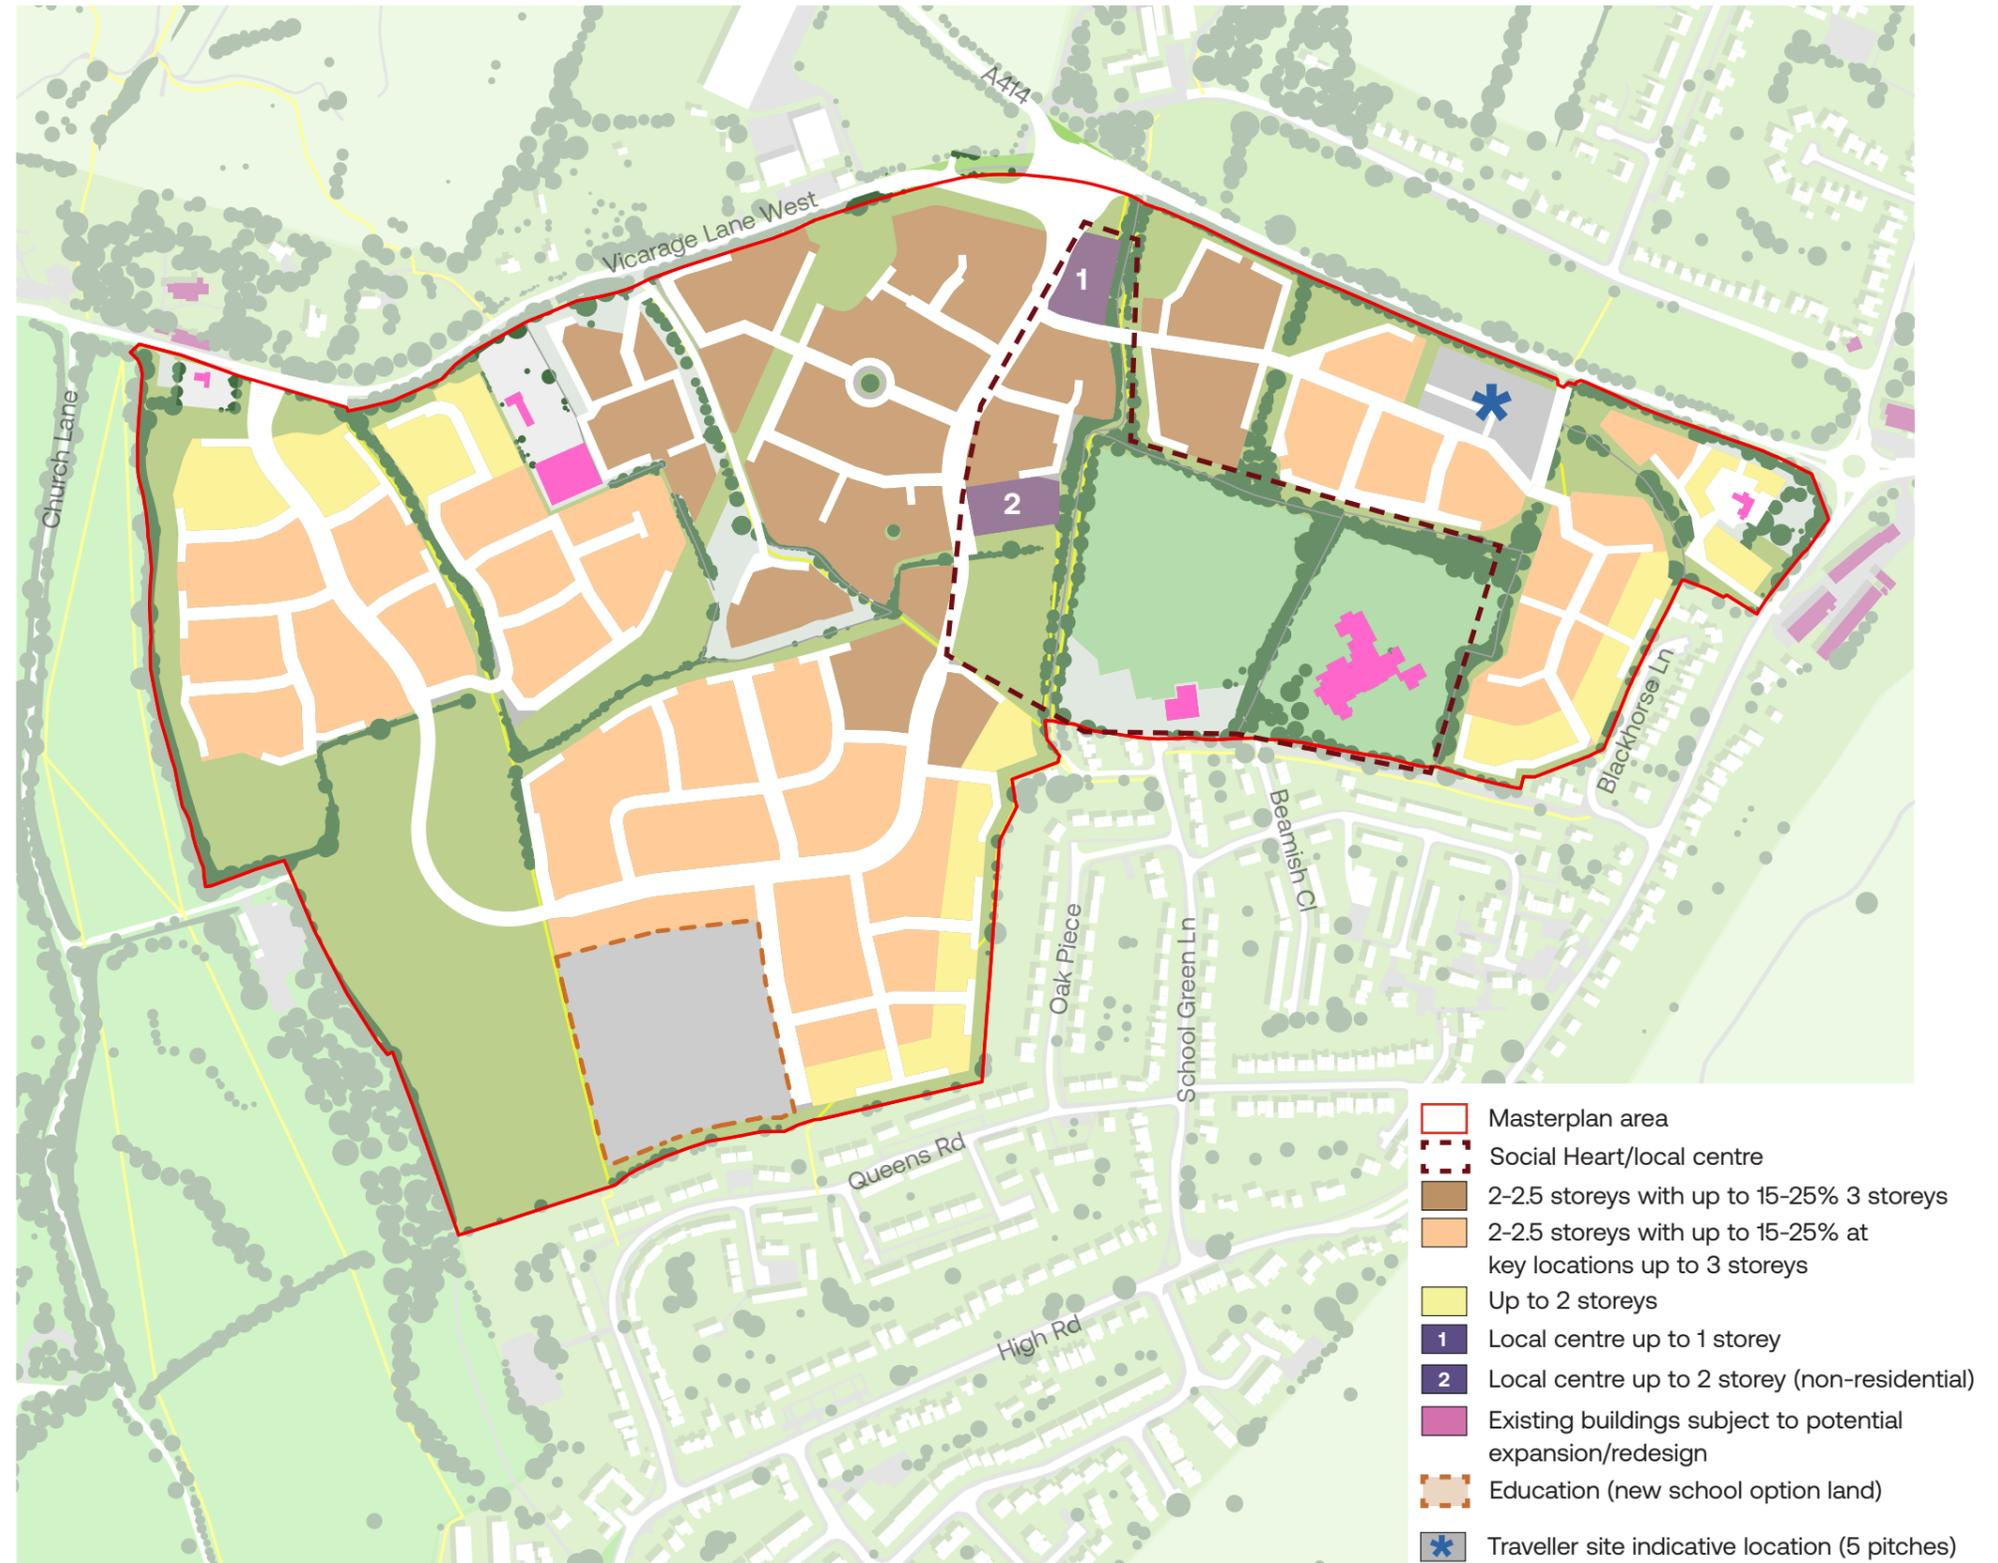 A414
Vicarage Lane West
Church Lane
1
2
*
Blackhorse Ln
Beamish Cl
Oak Piece
School Green Ln
Queens Rd
High Rd
Masterplan area
Social Heart/local centre
2-2.5 storeys with up to 15-25% 3 storeys
2-2.5 storeys with up to 15-25% at
key locations up to 3 storeys
Up to 2 storeys
1 Local centre up to 1 storey
2 Local centre up to 2 storey (non-residential)
Existing buildings subject to potential
expansion/redesign
Education (new school option land)
* Traveller site indicative location (5 pitches)